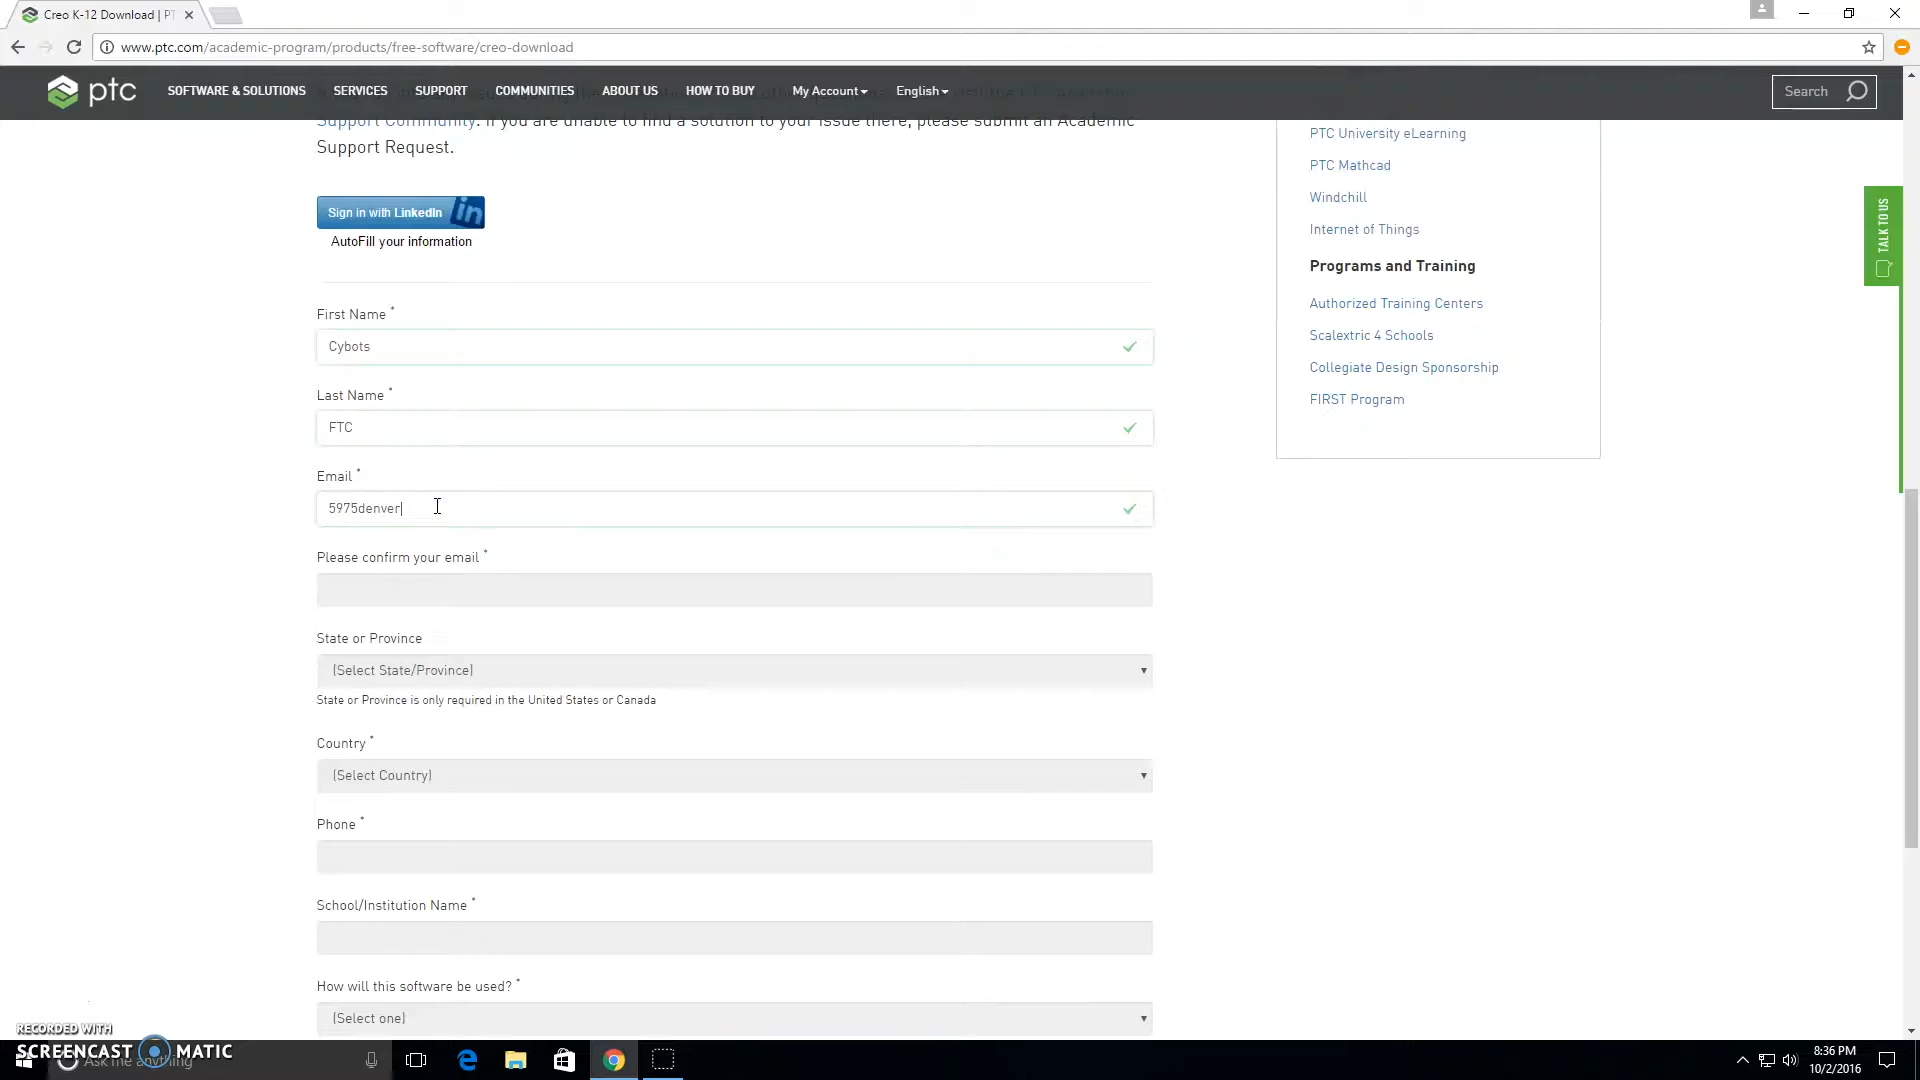 Creo K-12 Download | PT
www.ptc.com/academic-program/products/free-software/creo-download
ptc
SOFTWARE & SOLUTIONS
SERVICES
SUPPORT
COMMUNITIES
ABOUT US
HOW TO BUY
My Account
English
Search
Support Community. If you are unable to find a solution to your issue there, please submit an Academic
Support Request.
Sign in with LinkedIn in
AutoFill your information
First Name *
Cybots
Last Name *
FTC
Email *
5975denver
Please confirm your email *
State or Province
(Select State/Province)
State or Province is only required in the United States or Canada
Country *
(Select Country)
Phone *
School/Institution Name *
How will this software be used? *
(Select one)
PTC University eLearning
PTC Mathcad
Windchill
Internet of Things
Programs and Training
Authorized Training Centers
Scalextric 4 Schools
Collegiate Design Sponsorship
FIRST Program
TALK TO US
RECORDED WITH
SCREENCAST MATIC
Ask me anything
8:36 PM
10/2/2016